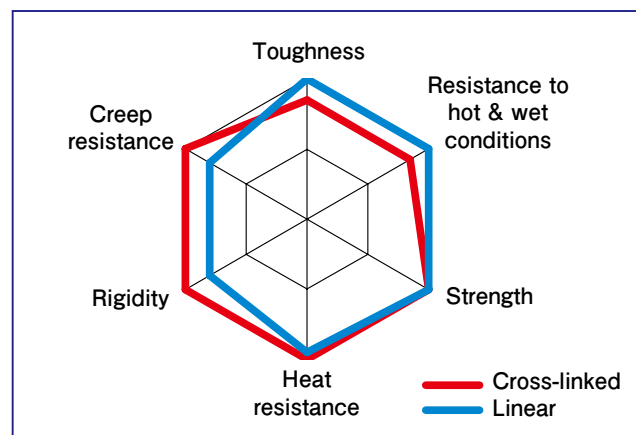 Toughness
Creep
resistance
Resistance to
hot & wet
conditions
Rigidity
Strength
Heat
resistance
Cross-linked
Linear